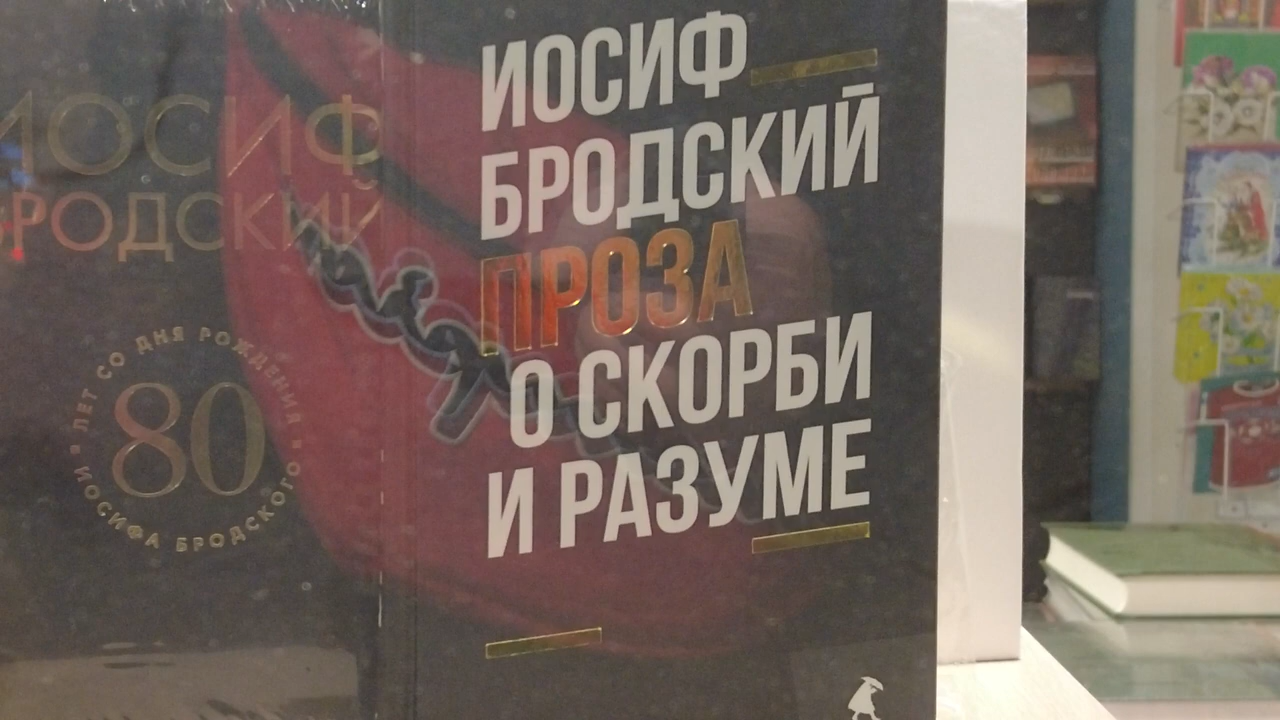 ИОСИФ
БРОДСКИЙ
ЛЕТ СО ДНЯ РОЖДЕНИЯ
80
ИОСИФА БРОДСКОГО
ИОСИФ
БРОДСКИЙ
ПРОЗА
О СКОРБИ
И РАЗУМЕ